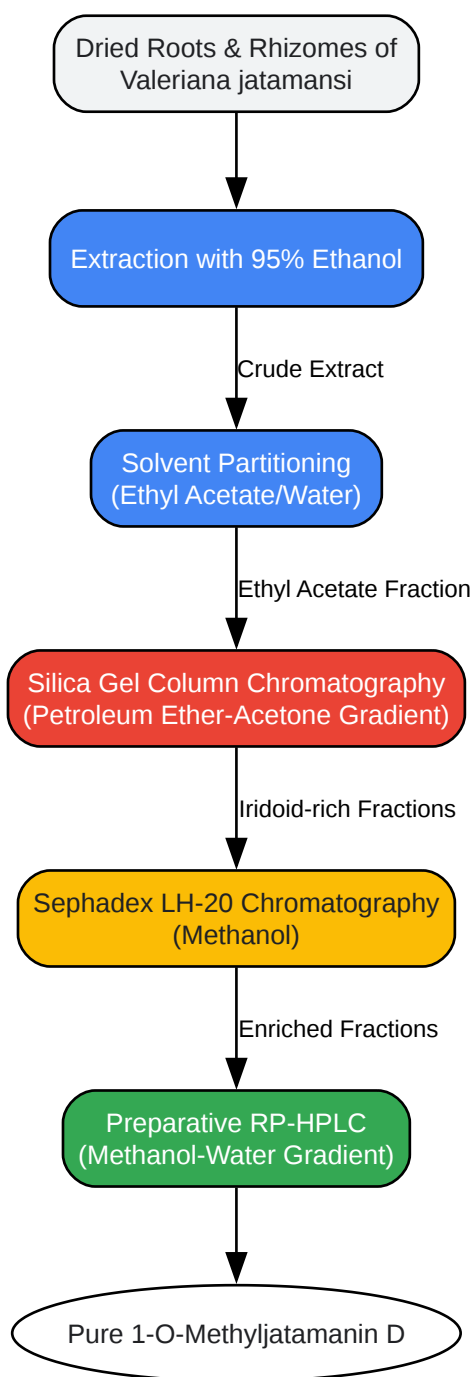 Dried Roots & Rhizomes of
Valeriana jatamansi
Extraction with 95% Ethanol
Crude Extract
Solvent Partitioning
(Ethyl Acetate/Water)
Ethyl Acetate Fraction
Silica Gel Column Chromatography
(Petroleum Ether-Acetone Gradient)
Iridoid-rich Fractions
Sephadex LH-20 Chromatography
(Methanol)
Enriched Fractions
Preparative RP-HPLC
(Methanol-Water Gradient)
Pure 1-O-Methyljatamanin D